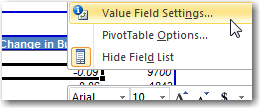 Value Field Settings...
PivotTable Options...
Change in Bu
Hide Field List
-0.09 9700
Arial 10 A A $